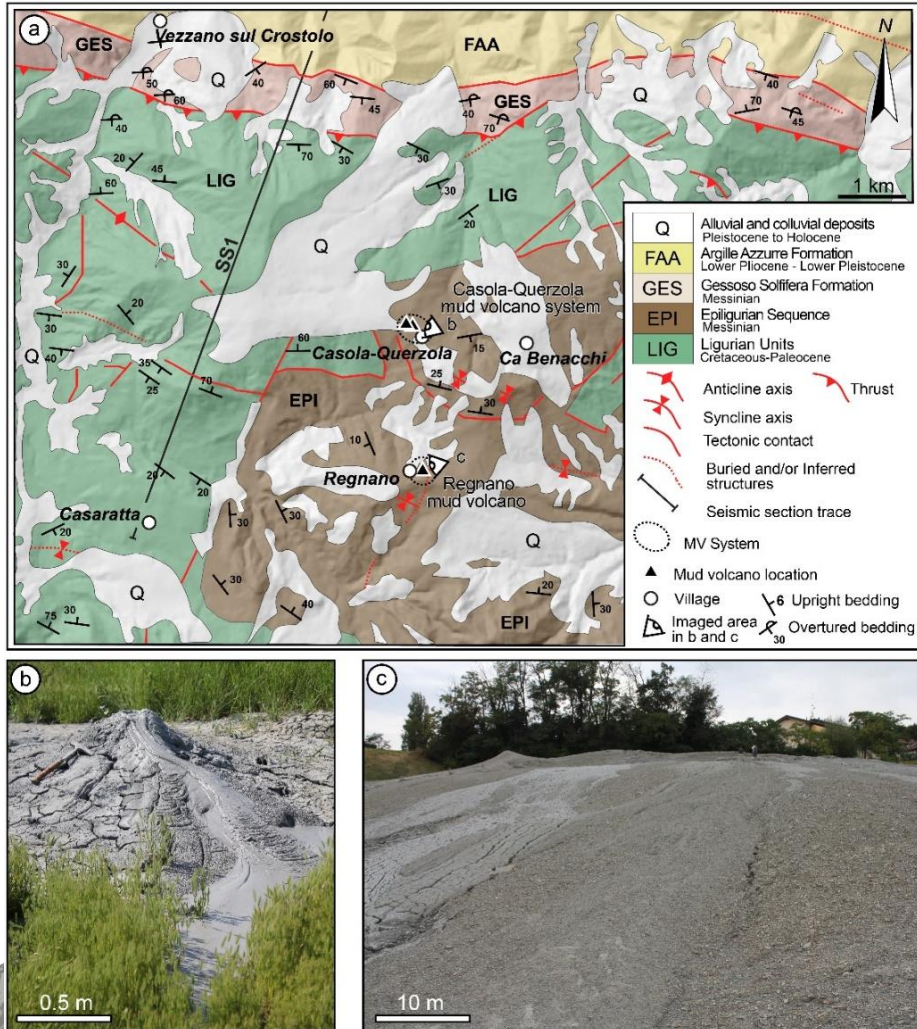 a
Vezzano sul Crostolo
GES
FAA
N
Q
40
60
45
50
60
40
GES
40
70
Q
40
70
45
40
20
45
60
LIG
70
30
30
30
LIG
20
1 km
SS1
Q
30
20
30
Q
40
35
25
70
60
Casola-Querzola
mud volcano system
b
Casola-Querzola
15
Ca Benacchi
25
30
EPI
10
c
Regnano
Regnano
mud volcano
20
20
Casaratta
20
30
30
Q
Q
30
40
20
30
75
30
EPI
Q Alluvial and colluvial deposits
Pleistocene to Holocene
FAA Argille Azzurre Formation
Lower Pliocene - Lower Pleistocene
GES Gessoso Solfifera Formation
Messinian
EPI Epiligurian Sequence
Messinian
LIG Ligurian Units
Cretaceous-Paleocene
Anticline axis Thrust
Syncline axis
Tectonic contact
Buried and/or Inferred
structures
Seismic section trace
MV System
Mud volcano location
Village 6 Upright bedding
Imaged area
in b and c 30 Overtured bedding
b
0.5 m
c
10 m